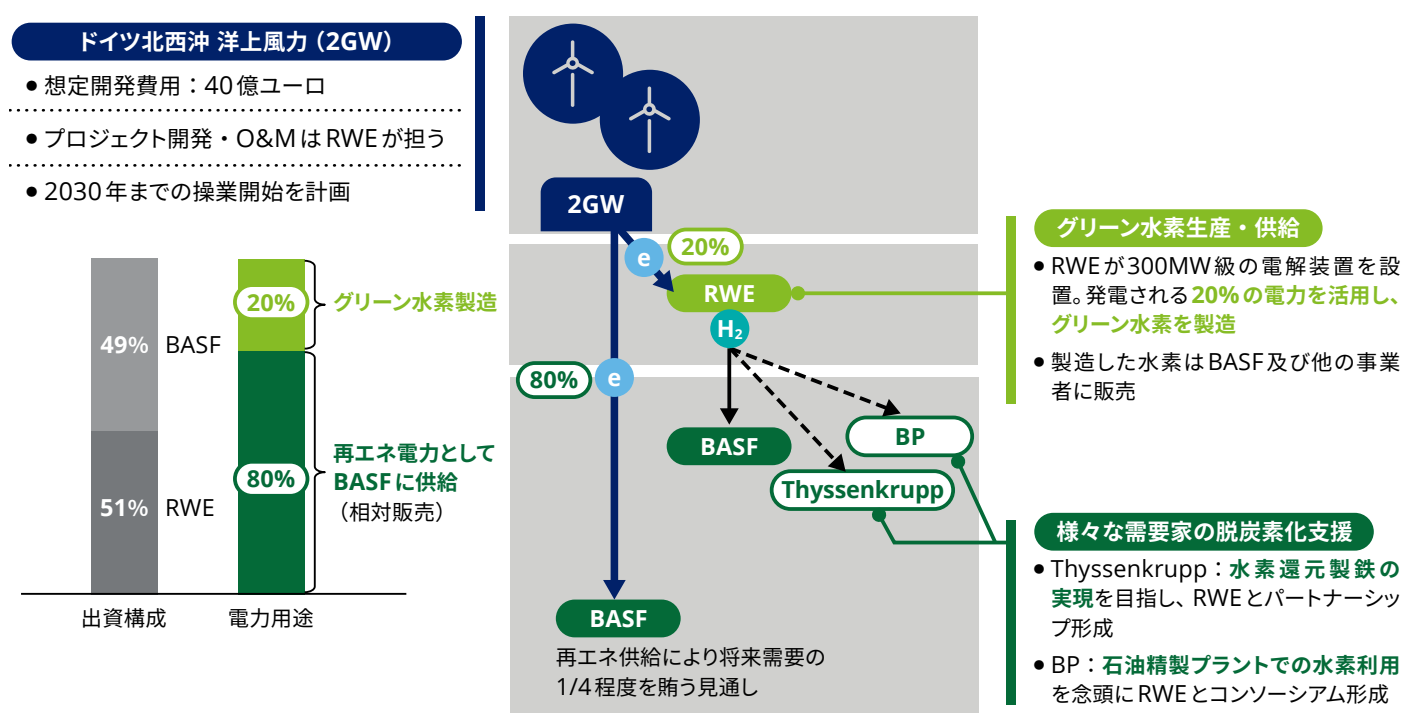 ドイツ北西沖 洋上風力（2GW）
● 想定開発費用：40億ユーロ
● プロジェクト開発・O&MはRWEが担う
● 2030年までの操業開始を計画
49% BASF
51% RWE
出資構成
20%
グリーン水素製造
80%
再エネ電力として
BASFに供給
（相対販売）
電力用途
2GW
e
20%
RWE
H₂
80%
e
BASF
BP
Thyssenkrupp
BASF
再エネ供給により将来需要の
1/4程度を賄う見通し
グリーン水素生産・供給
● RWEが300MW級の電解装置を設
置。発電される20%の電力を活用し、
グリーン水素を製造
● 製造した水素はBASF及び他の事業
者に販売
様々な需要家の脱炭素化支援
● Thyssenkrupp：水素還元製鉄の
実現を目指し、RWEとパートナーシッ
プ形成
● BP：石油精製プラントでの水素利用
を念頭にRWEとコンソーシアム形成